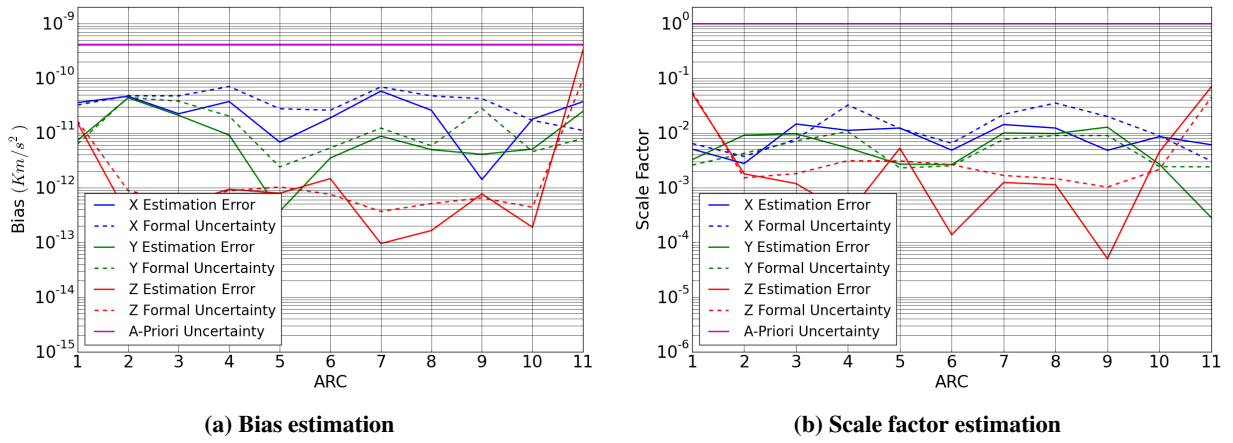 10^-9
10^-10
10^-11
10^-12
10^-13
10^-14
10^-15
Bias (Km/s^2)
X Estimation Error
X Formal Uncertainty
Y Estimation Error
Y Formal Uncertainty
Z Estimation Error
Z Formal Uncertainty
A-Priori Uncertainty
1 2 3 4 5 6 7 8 9 10 11
ARC
(a) Bias estimation
10^0
10^-1
10^-2
10^-3
10^-4
10^-5
10^-6
Scale Factor
X Estimation Error
X Formal Uncertainty
Y Estimation Error
Y Formal Uncertainty
Z Estimation Error
Z Formal Uncertainty
A-Priori Uncertainty
1 2 3 4 5 6 7 8 9 10 11
ARC
(b) Scale factor estimation